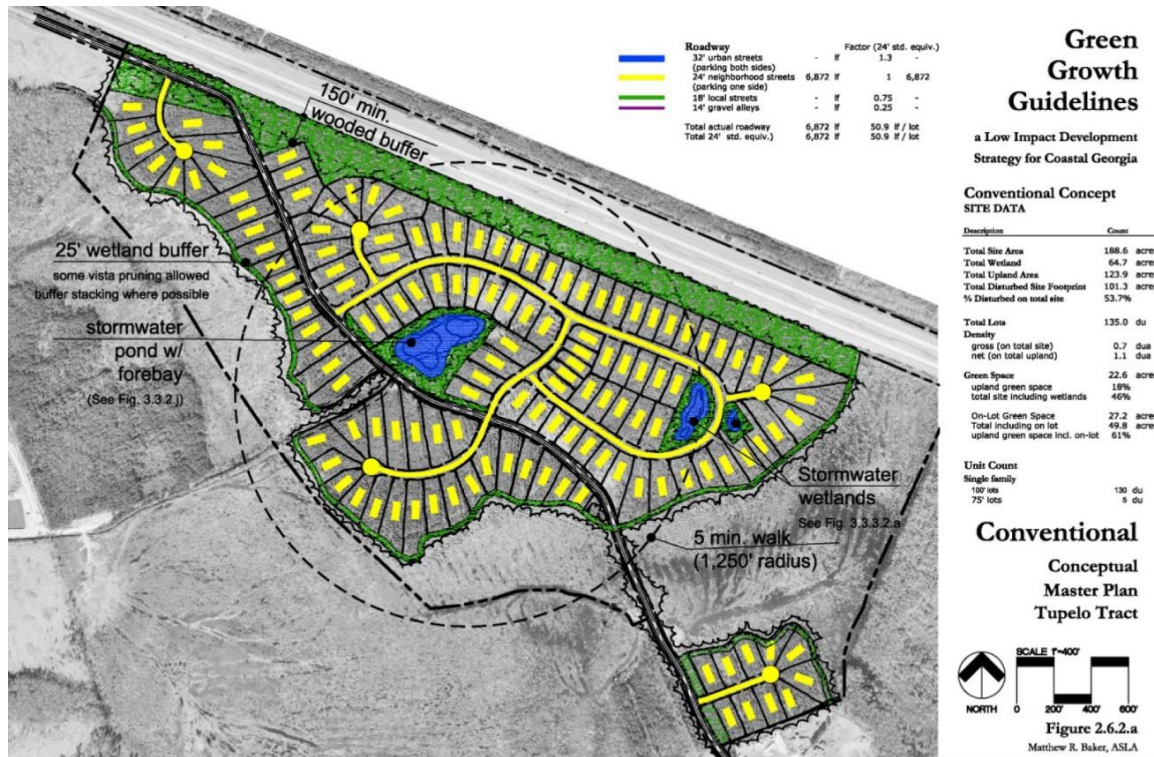 Roadway Factor (24' std. equiv.)
32' urban streets - lf 1.3 -
(parking both sides)
24' neighborhood streets 6,872 lf 1 6,872
(parking one side)
18' local streets - lf 0.75 -
14' gravel alleys - lf 0.25 -
Total actual roadway 6,872 lf 50.9 lf / lot
Total 24' std. equiv.) 6,872 lf 50.9 lf / lot
150' min.
wooded buffer
25' wetland buffer
some vista pruning allowed
buffer stacking where possible
stormwater
pond w/
forebay
(See Fig. 3.3.2.j)
Stormwater
wetlands
See Fig. 3.3.3.2.a
5 min. walk
(1,250' radius)
Green
Growth
Guidelines
a Low Impact Development
Strategy for Coastal Georgia
Conventional Concept
SITE DATA
Description Count
Total Site Area 188.6 acre
Total Wetland 64.7 acre
Total Upland Area 123.9 acre
Total Disturbed Site Footprint 101.3 acre
% Disturbed on total site 53.7%
Total Lots 135.0 du
Density
gross (on total site) 0.7 dua
net (on total upland) 1.1 dua
Green Space 22.6 acre
upland green space 18%
total site including wetlands 46%
On-Lot Green Space 27.2 acre
Total including on lot 49.8 acre
upland green space incl. on-lot 61%
Unit Count
Single family
100' lots 130 du
75' lots 5 du
Conventional
Conceptual
Master Plan
Tupelo Tract
SCALE 1"=400'
NORTH 0 200' 400' 600'
Figure 2.6.2.a
Matthew R. Baker, ASLA